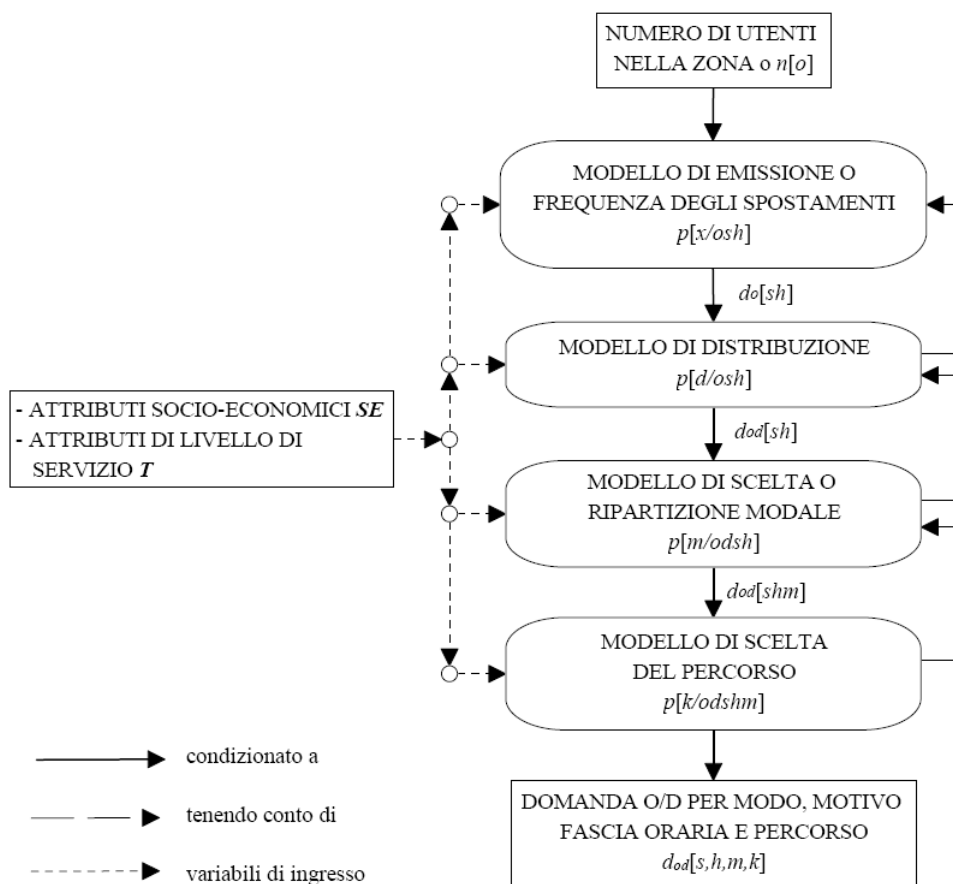 NUMERO DI UTENTI
NELLA ZONA o n[o]
MODELLO DI EMISSIONE O
FREQUENZA DEGLI SPOSTAMENTI
p[x/osh]
do[sh]
MODELLO DI DISTRIBUZIONE
p[d/osh]
- ATTRIBUTI SOCIO-ECONOMICI SE
- ATTRIBUTI DI LIVELLO DI
SERVIZIO T
dod[sh]
MODELLO DI SCELTA O
RIPARTIZIONE MODALE
p[m/odsh]
dod[shm]
MODELLO DI SCELTA
DEL PERCORSO
p[k/odshm]
condizionato a
tenendo conto di
variabili di ingresso
DOMANDA O/D PER MODO, MOTIVO
FASCIA ORARIA E PERCORSO
dod[s,h,m,k]